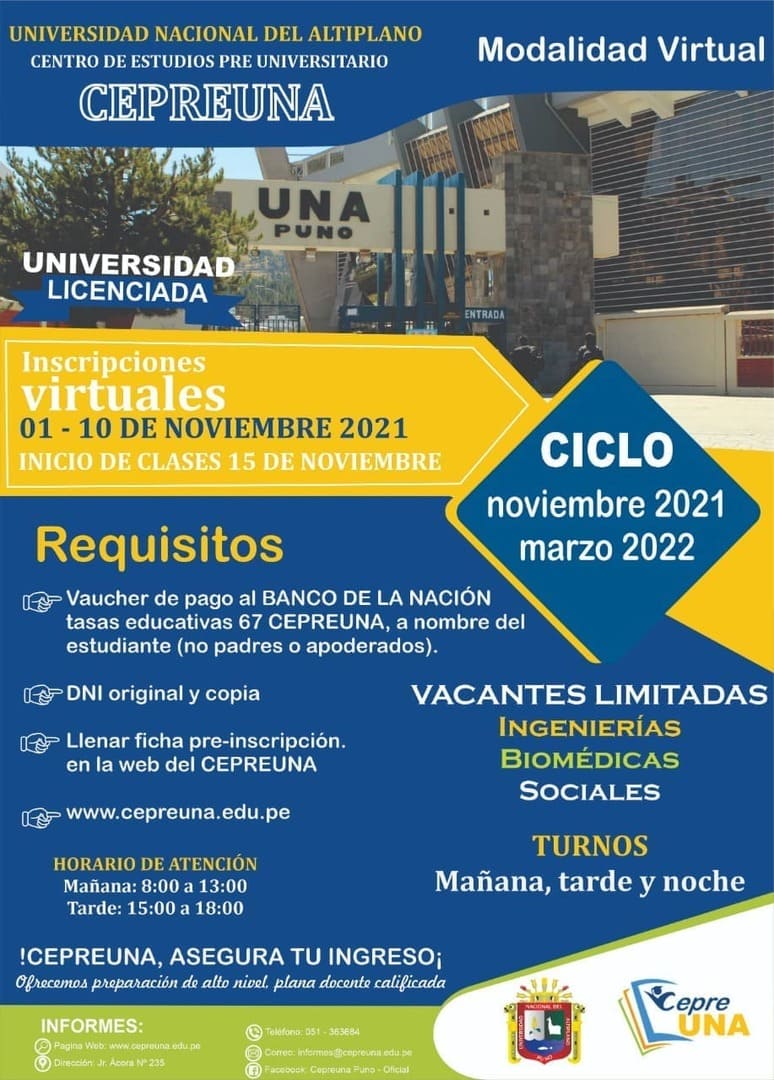 UNIVERSIDAD NACIONAL DEL ALTIPLANO
CENTRO DE ESTUDIOS PRE UNIVERSITARIO
CEPREUNA
Modalidad Virtual
UNA
PUNO
ENTRADA
UNIVERSIDAD
LICENCIADA
Inscripciones
virtuales
01 - 10 DE NOVIEMBRE 2021
INICIO DE CLASES 15 DE NOVIEMBRE
CICLO
noviembre 2021
marzo 2022
Requisitos
Vaucher de pago al BANCO DE LA NACIÓN
tasas educativas 67 CEPREUNA, a nombre del
estudiante (no padres o apoderados).
DNI original y copia
Llenar ficha pre-inscripción.
en la web del CEPREUNA
www.cepreuna.edu.pe
HORARIO DE ATENCIÓN
Mañana: 8:00 a 13:00
Tarde: 15:00 a 18:00
VACANTES LIMITADAS
INGENIERÍAS
BIOMÉDICAS
SOCIALES
TURNOS
Mañana, tarde y noche
!CEPREUNA, ASEGURA TU INGRESO¡
Ofrecemos preparación de alto nivel, plana docente calificada
INFORMES:
Pagina Web: www.cepreuna.edu.pe
Dirección: Jr. Ácora Nº 235
Teléfono: 051 - 363684
Correo: informes@cepreuna.edu.pe
Facebook: Cepreuna Puno - Oficial
UNIVERSIDAD
NACIONAL DEL
ALTIPLANO
PUNO
Cepre
UNA